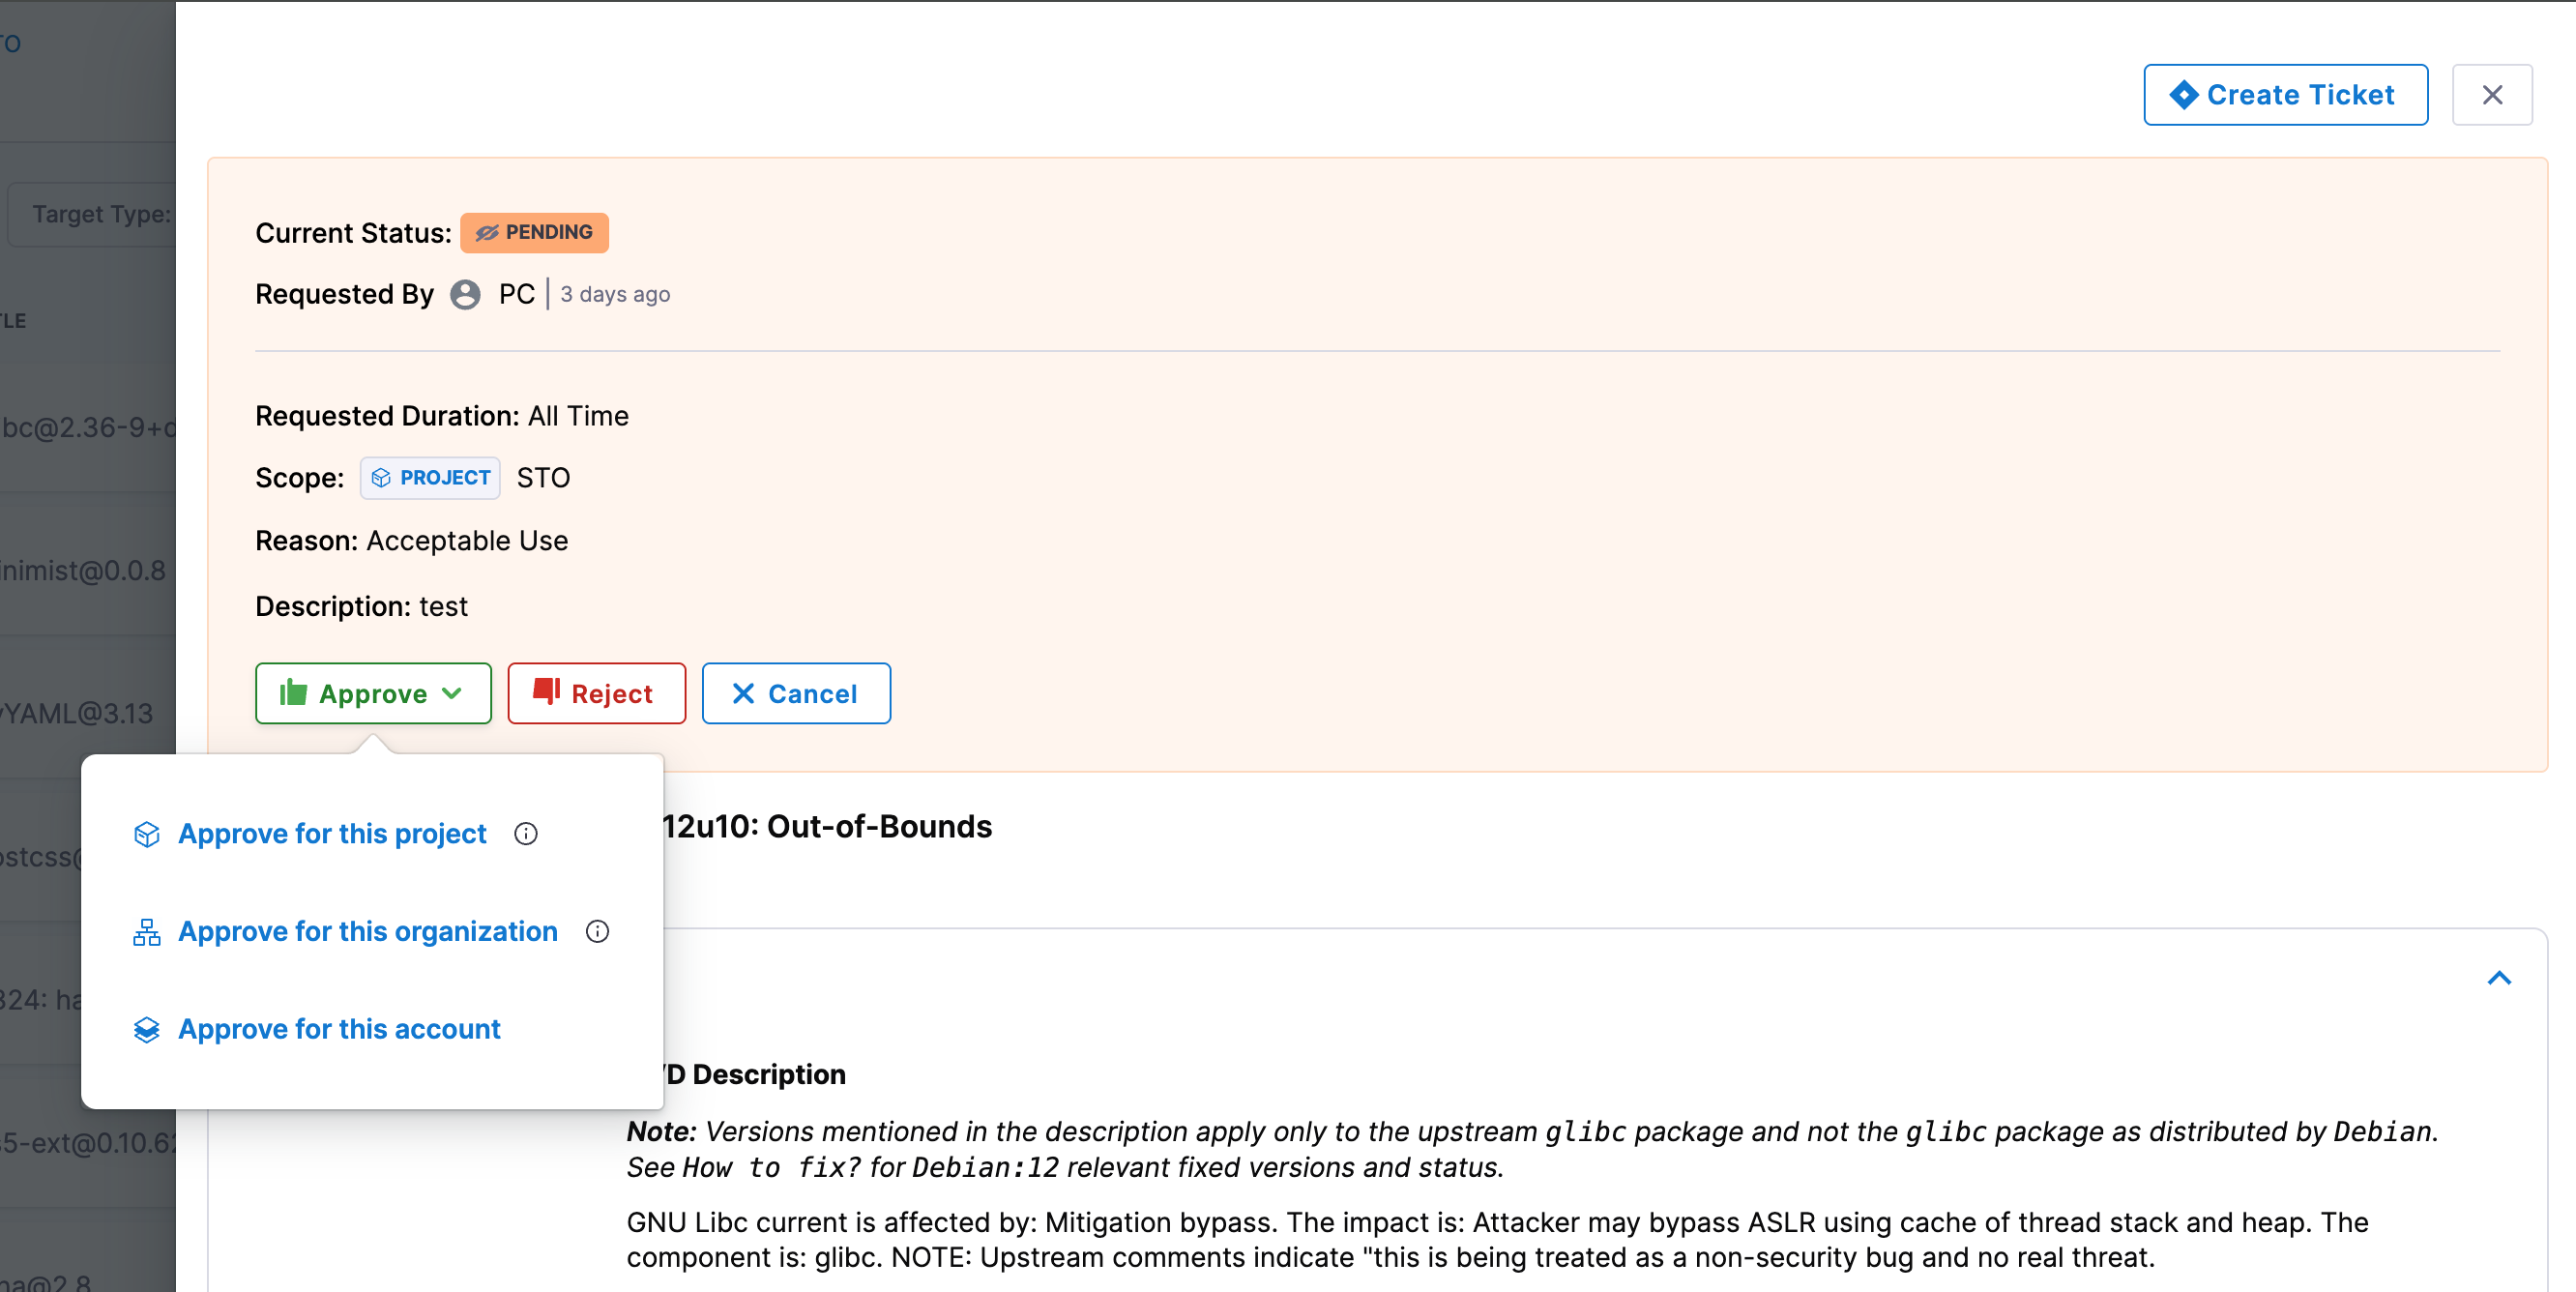 Create Ticket
Target Type:
Current Status: PENDING
Requested By PC | 3 days ago
Requested Duration: All Time
Scope: PROJECT STO
Reason: Acceptable Use
Description: test
Approve Reject Cancel
Approve for this project
Approve for this organization
Approve for this account
12u10: Out-of-Bounds
D Description
Note: Versions mentioned in the description apply only to the upstream glibc package and not the glibc package as distributed by Debian.
See How to fix? for Debian:12 relevant fixed versions and status.
GNU Libc current is affected by: Mitigation bypass. The impact is: Attacker may bypass ASLR using cache of thread stack and heap. The
component is: glibc. NOTE: Upstream comments indicate "this is being treated as a non-security bug and no real threat.
TO
TLE
bc@2.36-9+d
inimist@0.0.8
YAML@3.13
ostcss@
324: ha
s5-ext@0.10.62
na@2.8